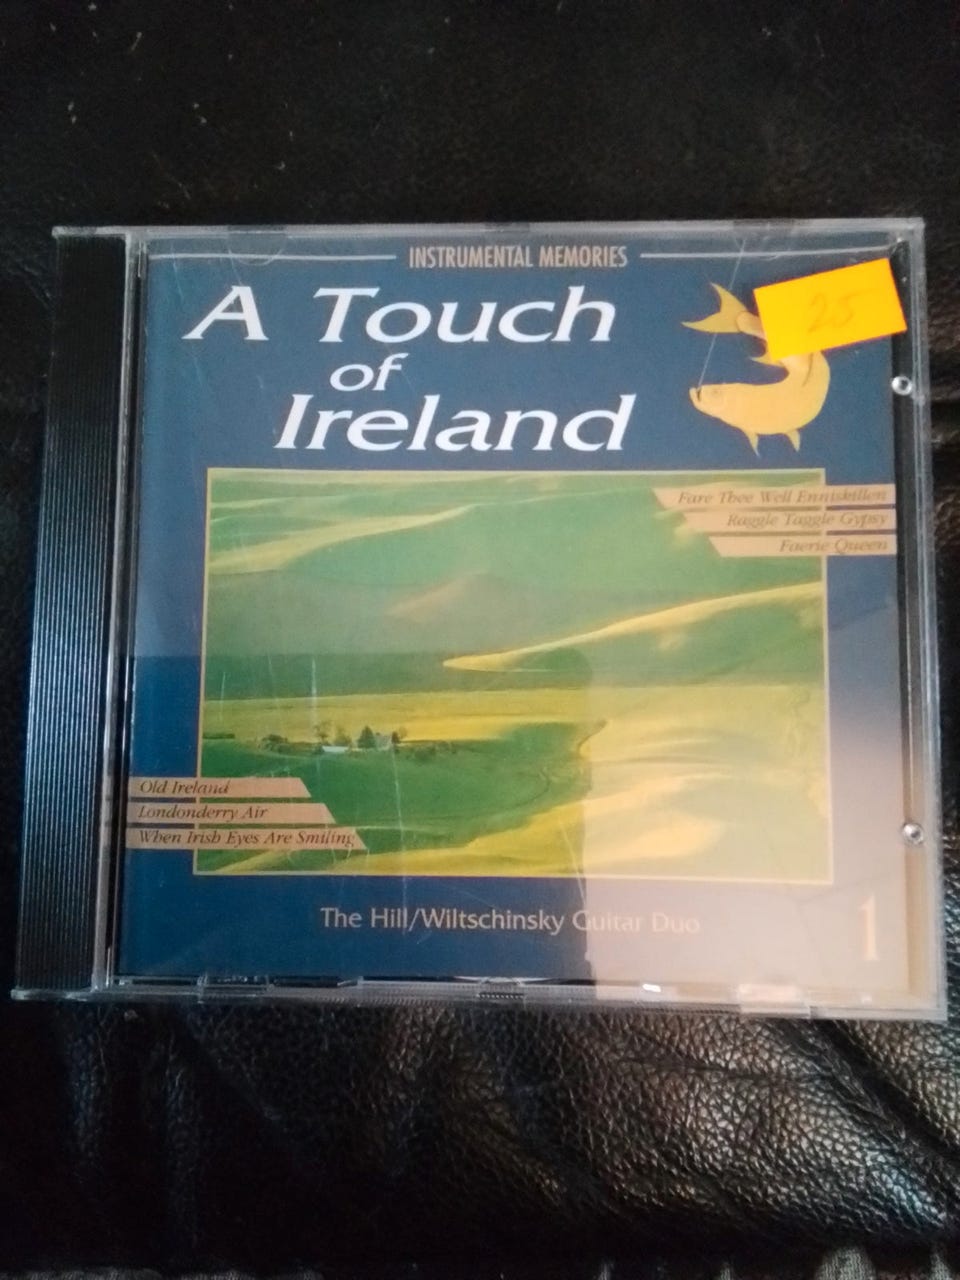 INSTRUMENTAL MEMORIES
A Touch
of
Ireland
25
Fare Thee Well Enniskillen
Raggle Taggle Gypsy
Faerie Queen
Old Ireland
Londonderry Air
When Irish Eyes Are Smiling
The Hill/Wiltschinsky Guitar Duo
1